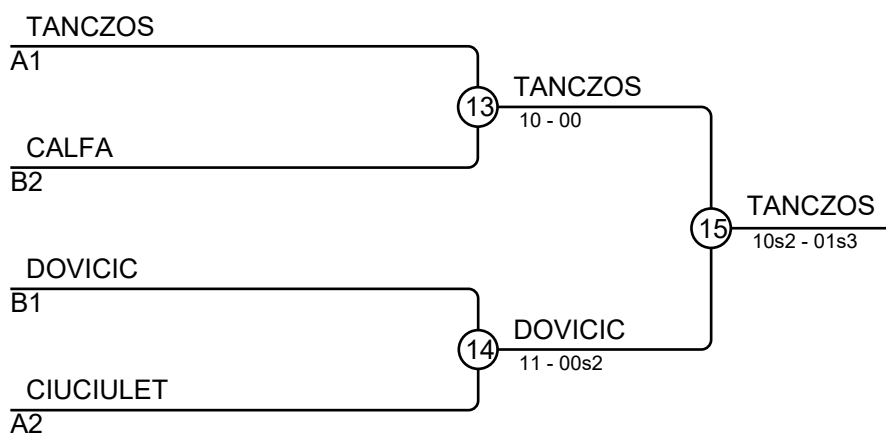 TANCZOS
A1
13
TANCZOS
10 - 00
CALFA
B2
15
TANCZOS
10s2 - 01s3
DOVICIC
B1
14
DOVICIC
11 - 00s2
CIUCIULET
A2